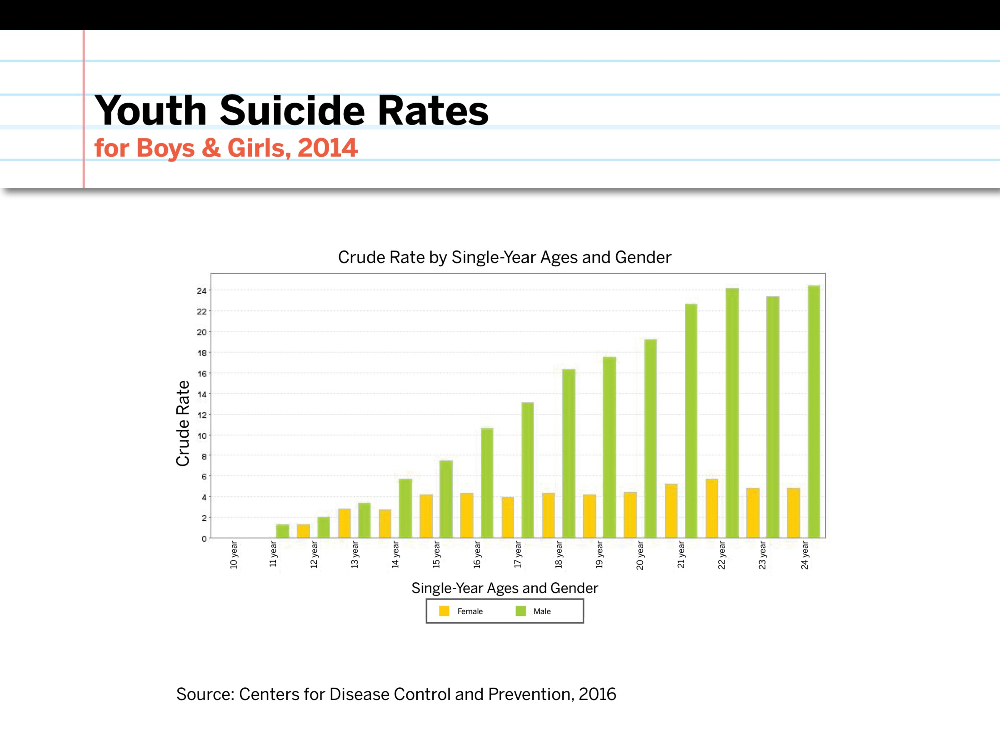 Youth Suicide Rates
for Boys & Girls, 2014
Crude Rate by Single-Year Ages and Gender
Crude Rate
24
22
20
18
16
14
12
10
8
6
4
2
0
10 year
11 year
12 year
13 year
14 year
15 year
16 year
17 year
18 year
19 year
20 year
21 year
22 year
23 year
24 year
Single-Year Ages and Gender
Female Male
Source: Centers for Disease Control and Prevention, 2016